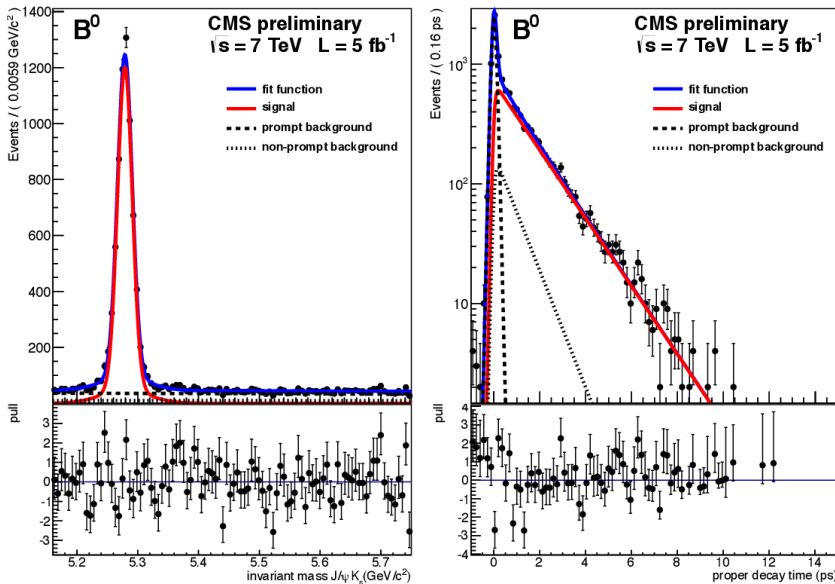 B⁰
CMS preliminary
√s = 7 TeV L = 5 fb⁻¹
fit function
signal
prompt background
non-prompt background
Events / ( 0.0059 GeV/c² )
1400
1200
1000
800
600
400
200
pull
3
2
1
0
-1
-2
-3
5.2
5.3
5.4
5.5
5.6
5.7
invariant mass J/ψ Kₛ(GeV/c²)
B⁰
CMS preliminary
√s = 7 TeV L = 5 fb⁻¹
fit function
signal
prompt background
non-prompt background
Events / ( 0.16 ps )
10³
10²
10
pull
4
3
2
1
0
-1
-2
-3
-4
0
2
4
6
8
10
12
14
proper decay time (ps)